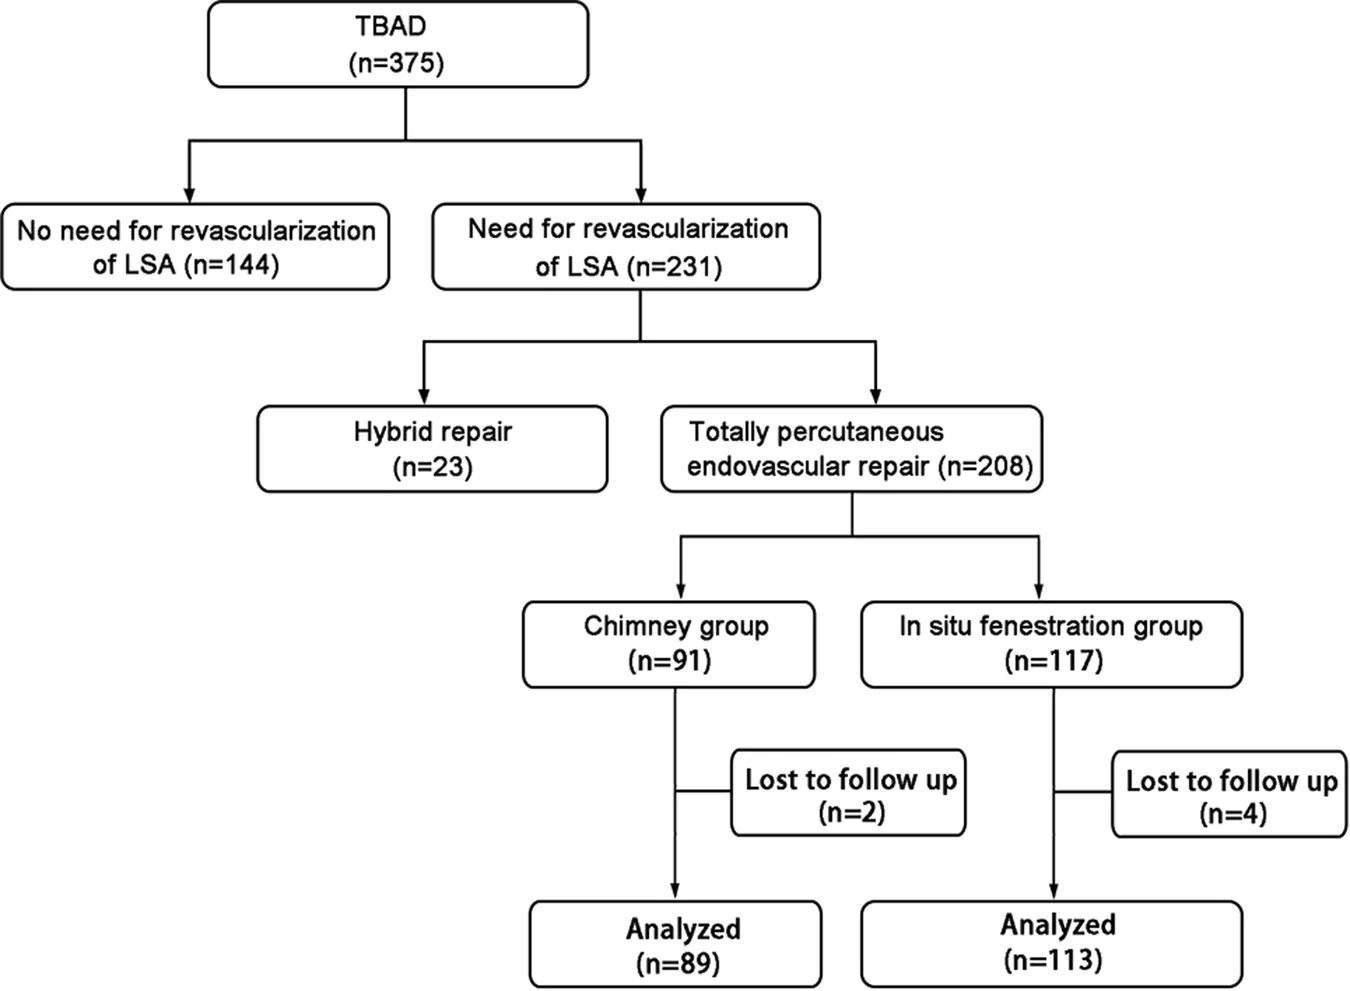 TBAD
(n=375)
No need for revascularization
of LSA (n=144)
Need for revascularization
of LSA (n=231)
Hybrid repair
(n=23)
Totally percutaneous
endovascular repair (n=208)
Chimney group
(n=91)
In situ fenestration group
(n=117)
Lost to follow up
(n=2)
Lost to follow up
(n=4)
Analyzed
(n=89)
Analyzed
(n=113)